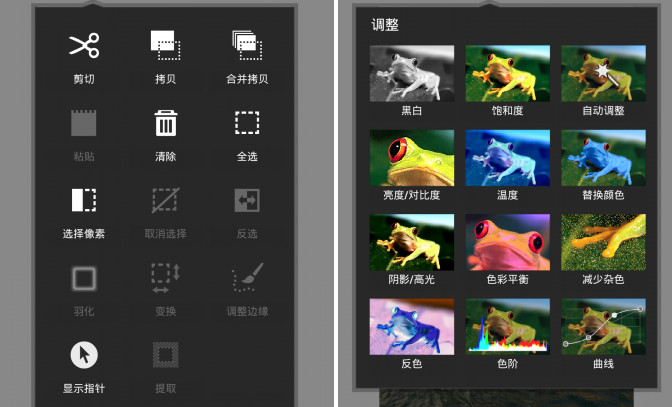 剪切
拷贝
合并拷贝
粘贴
清除
全选
选择像素
取消选择
反选
羽化
变换
调整边缘
显示指针
提取
调整
黑白
饱和度
自动调整
亮度/对比度
温度
替换颜色
阴影/高光
色彩平衡
减少杂色
反色
色阶
曲线